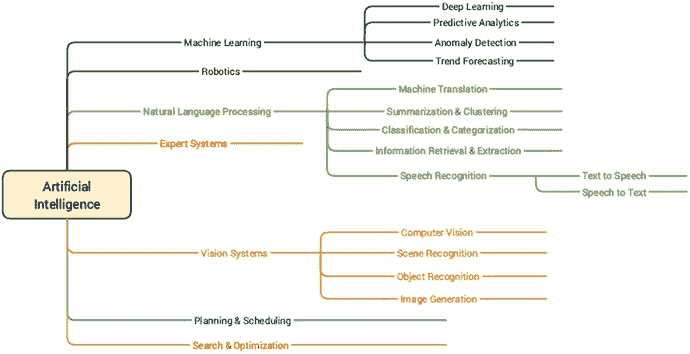 Deep Learning
Predictive Analytics
Machine Learning
Anomaly Detection
Trend Forecasting
Robotics
Machine Translation
Natural Language Processing
Summarization & Clustering
Classification & Categorization
Expert Systems
Information Retrieval & Extraction
Speech Recognition
Text to Speech
Speech to Text
Artificial
Intelligence
Computer Vision
Vision Systems
Scene Recognition
Object Recognition
Image Generation
Planning & Scheduling
Search & Optimization